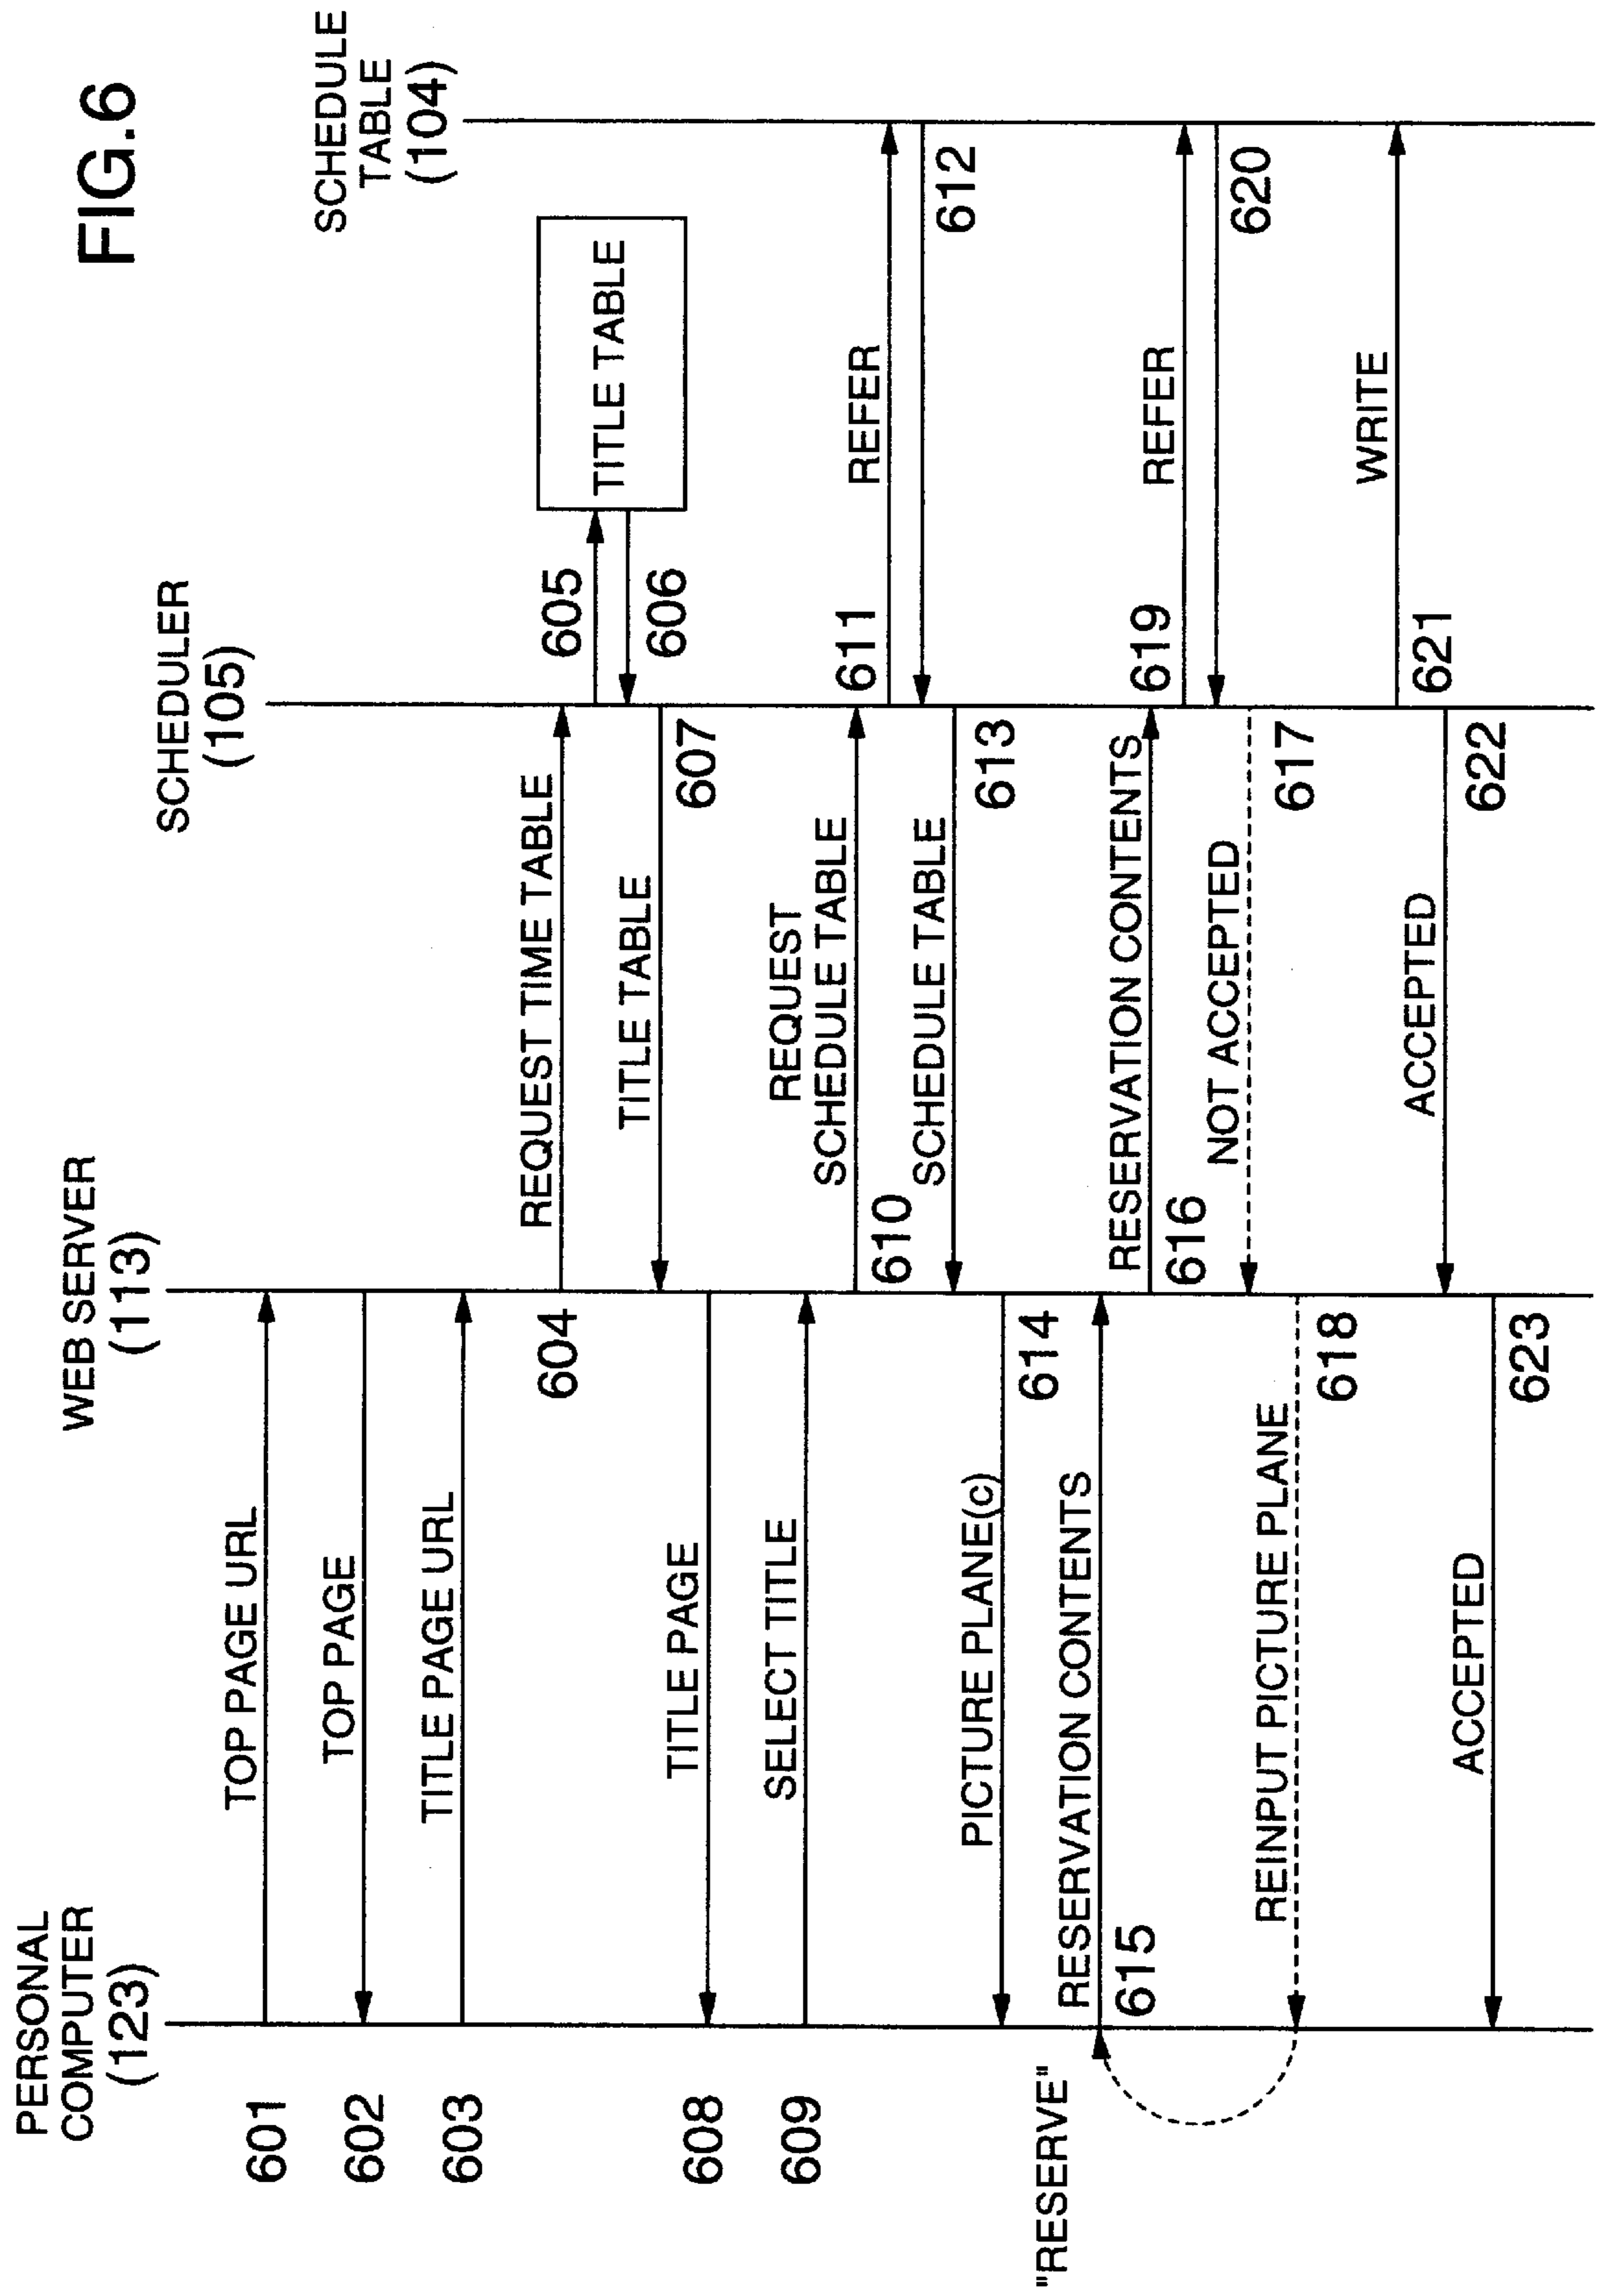 FIG.6
PERSONAL
COMPUTER
(123)
WEB SERVER
(113)
SCHEDULER
(105)
SCHEDULE
TABLE
(104)
601
TOP PAGE URL
602
TOP PAGE
603
TITLE PAGE URL
604
REQUEST TIME TABLE
605
TITLE TABLE
606
TITLE TABLE
607
608
TITLE PAGE
609
SELECT TITLE
REQUEST
SCHEDULE TABLE
610
611
REFER
612
SCHEDULE TABLE
613
PICTURE PLANE(c)
614
"RESERVE"
RESERVATION CONTENTS
615
RESERVATION CONTENTS
616
619
REFER
620
NOT ACCEPTED
617
REINPUT PICTURE PLANE
618
WRITE
621
ACCEPTED
622
ACCEPTED
623